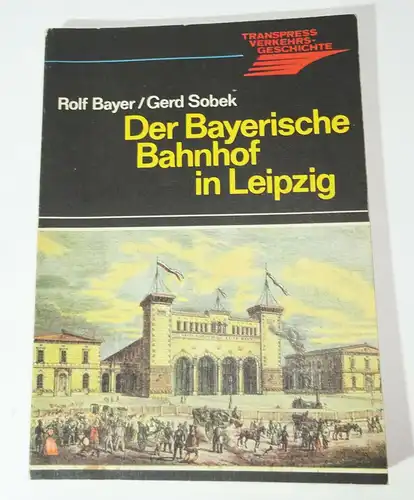 TRANSPRESS
VERKEHRS-
GESCHICHTE
Rolf Bayer/Gerd Sobek
Der Bayerische
Bahnhof
in Leipzig